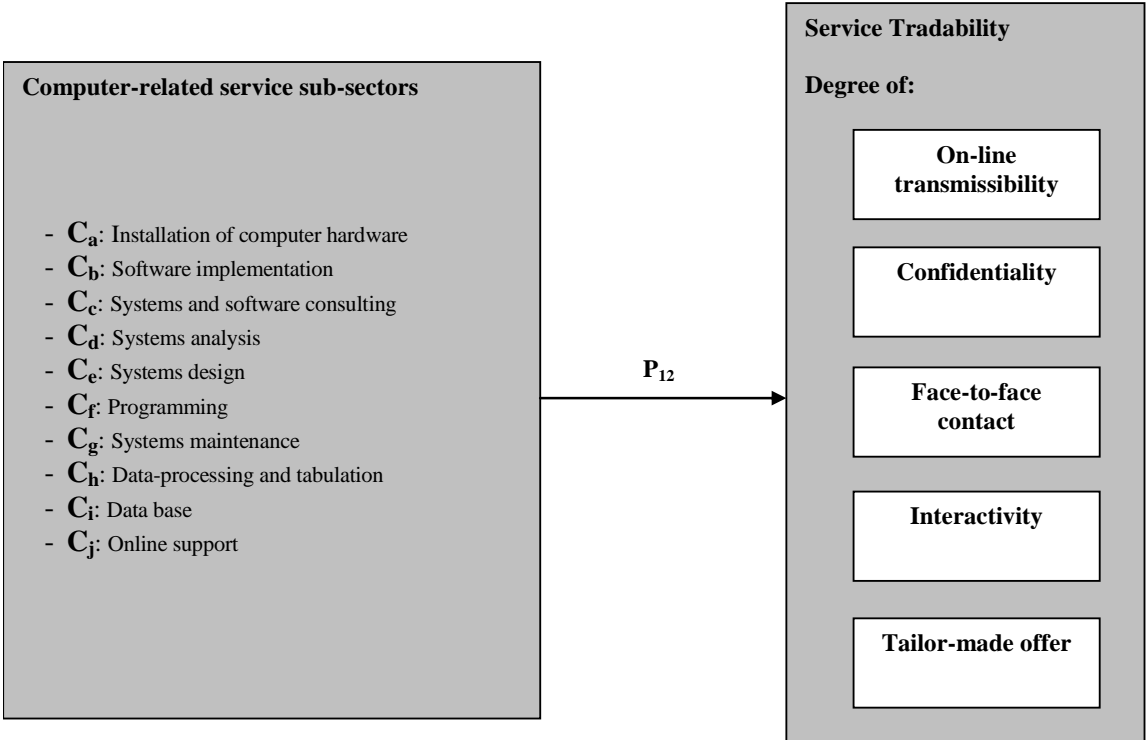 Computer-related service sub-sectors
- Ca: Installation of computer hardware
- Cb: Software implementation
- Cc: Systems and software consulting
- Cd: Systems analysis
- Ce: Systems design
- Cf: Programming
- Cg: Systems maintenance
- Ch: Data-processing and tabulation
- Ci: Data base
- Cj: Online support
P12
Service Tradability
Degree of:
On-line
transmissibility
Confidentiality
Face-to-face
contact
Interactivity
Tailor-made offer